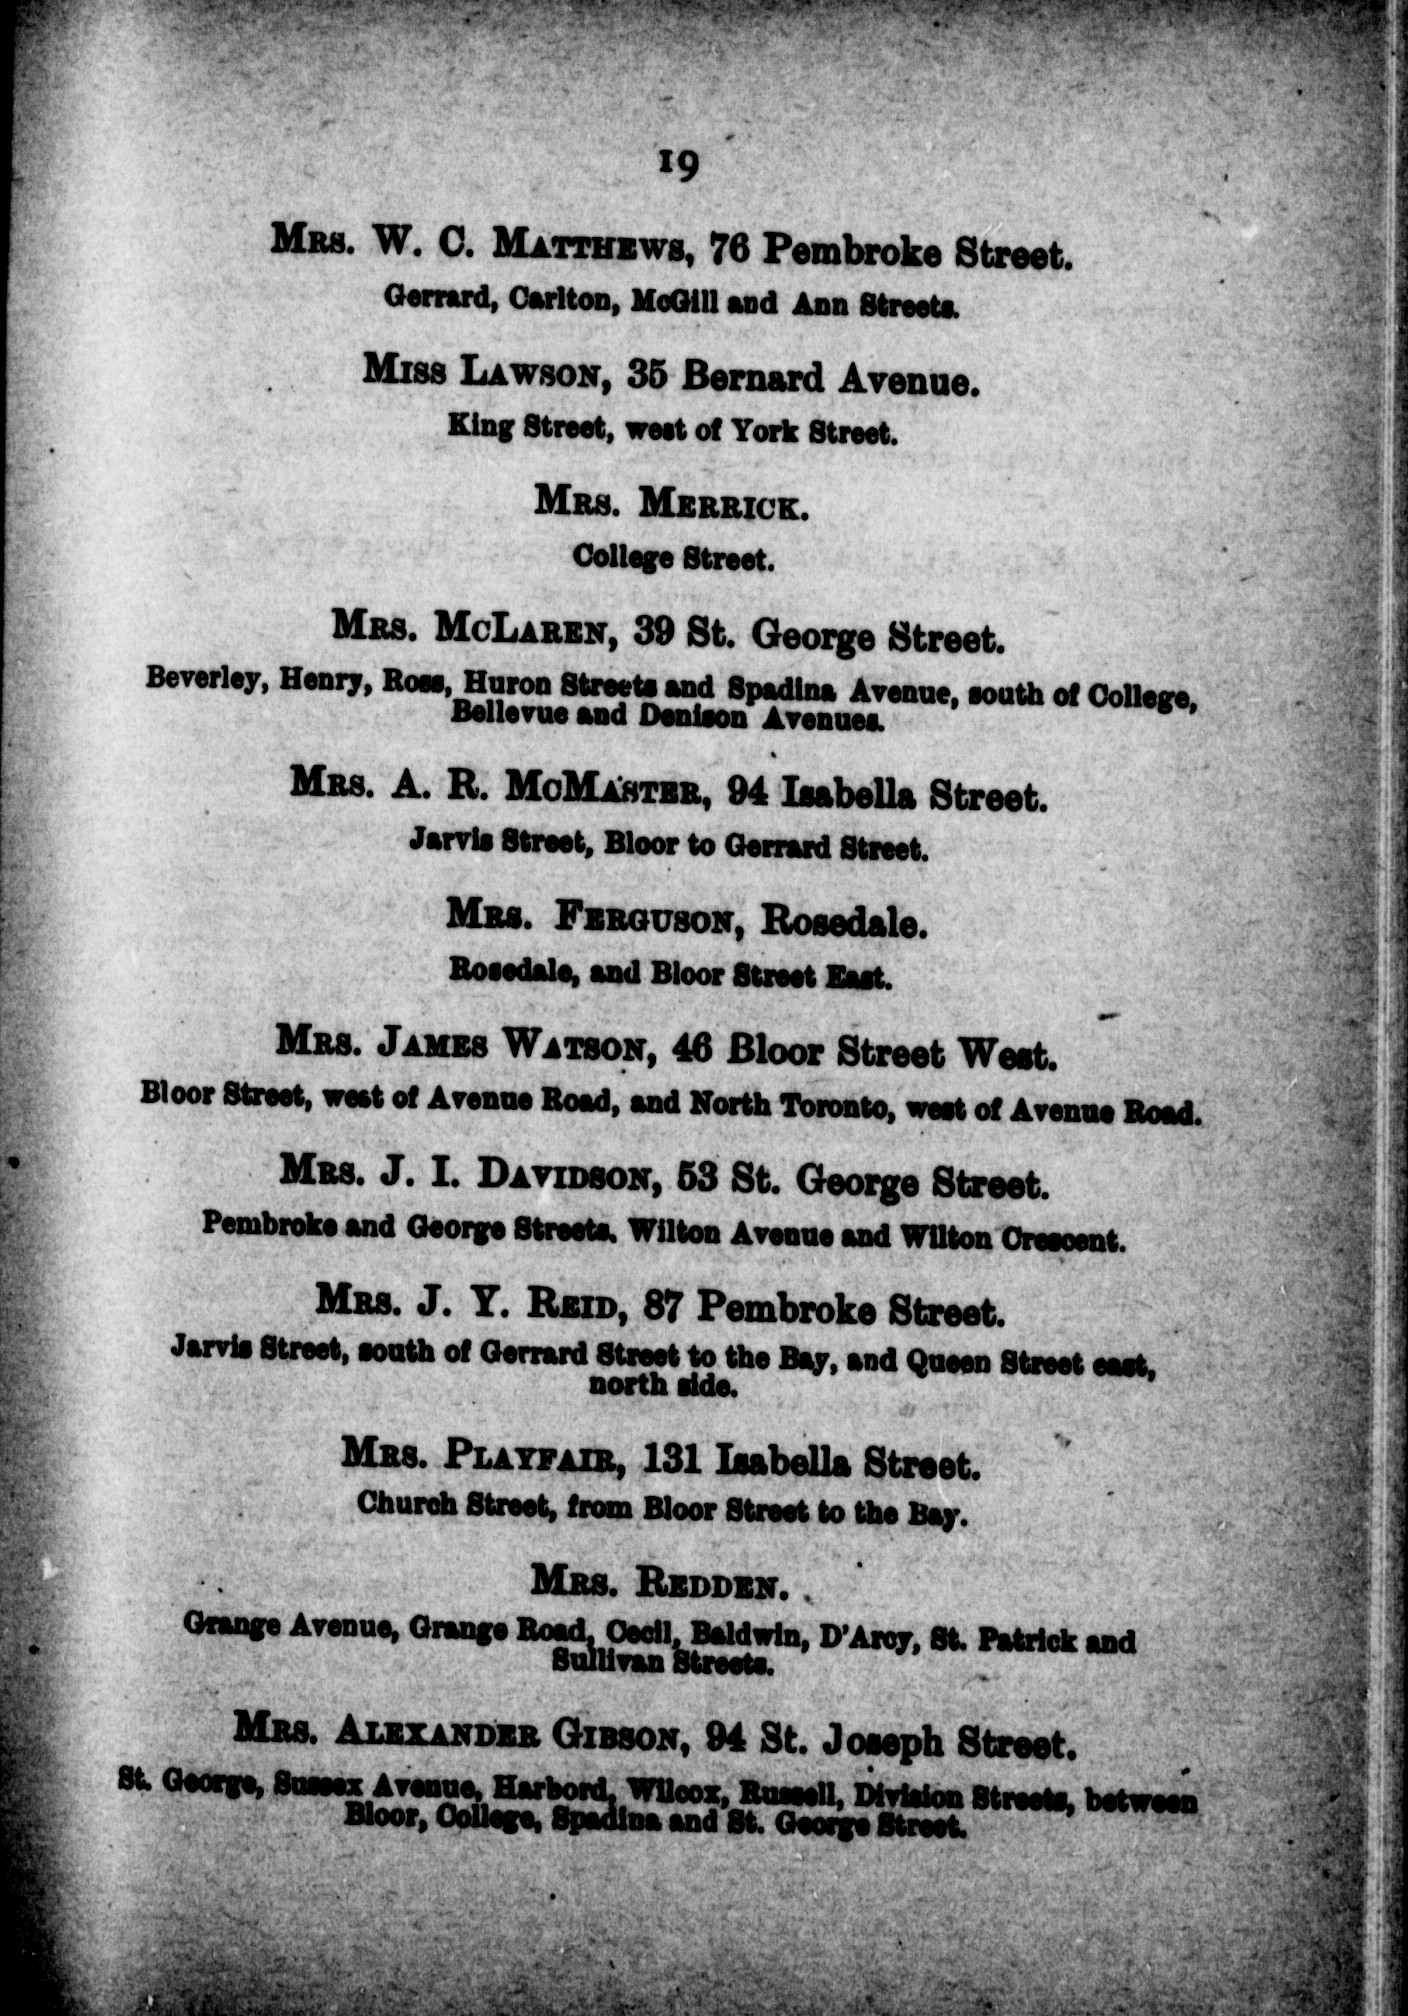 19
MRS. W. C. MATTHEWS, 76 Pembroke Street.
Gerrard, Carlton, McGill and Ann Streets.
MISS LAWSON, 35 Bernard Avenue.
King Street, west of York Street.
MRS. MERRICK.
College Street.
MRS. MCLAREN, 39 St. George Street.
Beverley, Henry, Ross, Huron Streets and Spadina Avenue, south of College,
Bellevue and Denison Avenues.
MRS. A. R. MCMASTER, 94 Isabella Street.
Jarvis Street, Bloor to Gerrard Street.
MRS. FERGUSON, Rosedale.
Rosedale, and Bloor Street East.
MRS. JAMES WATSON, 46 Bloor Street West.
Bloor Street, west of Avenue Road, and North Toronto, west of Avenue Road.
MRS. J. I. DAVIDSON, 53 St. George Street.
Pembroke and George Streets. Wilton Avenue and Wilton Crescent.
MRS. J. Y. REID, 87 Pembroke Street.
Jarvis Street, south of Gerrard Street to the Bay, and Queen Street east,
north side.
MRS. PLAYFAIR, 131 Isabella Street.
Church Street, from Bloor Street to the Bay.
MRS. REDDEN.
Grange Avenue, Grange Road, Cecil, Baldwin, D'Arcy, St. Patrick and
Sullivan Streets.
MRS. ALEXANDER GIBSON, 94 St. Joseph Street.
St. George, Sussex Avenue, Harbord, Wilcox, Russell, Division Streets, between
Bloor, College, Spadina and St. George Street.